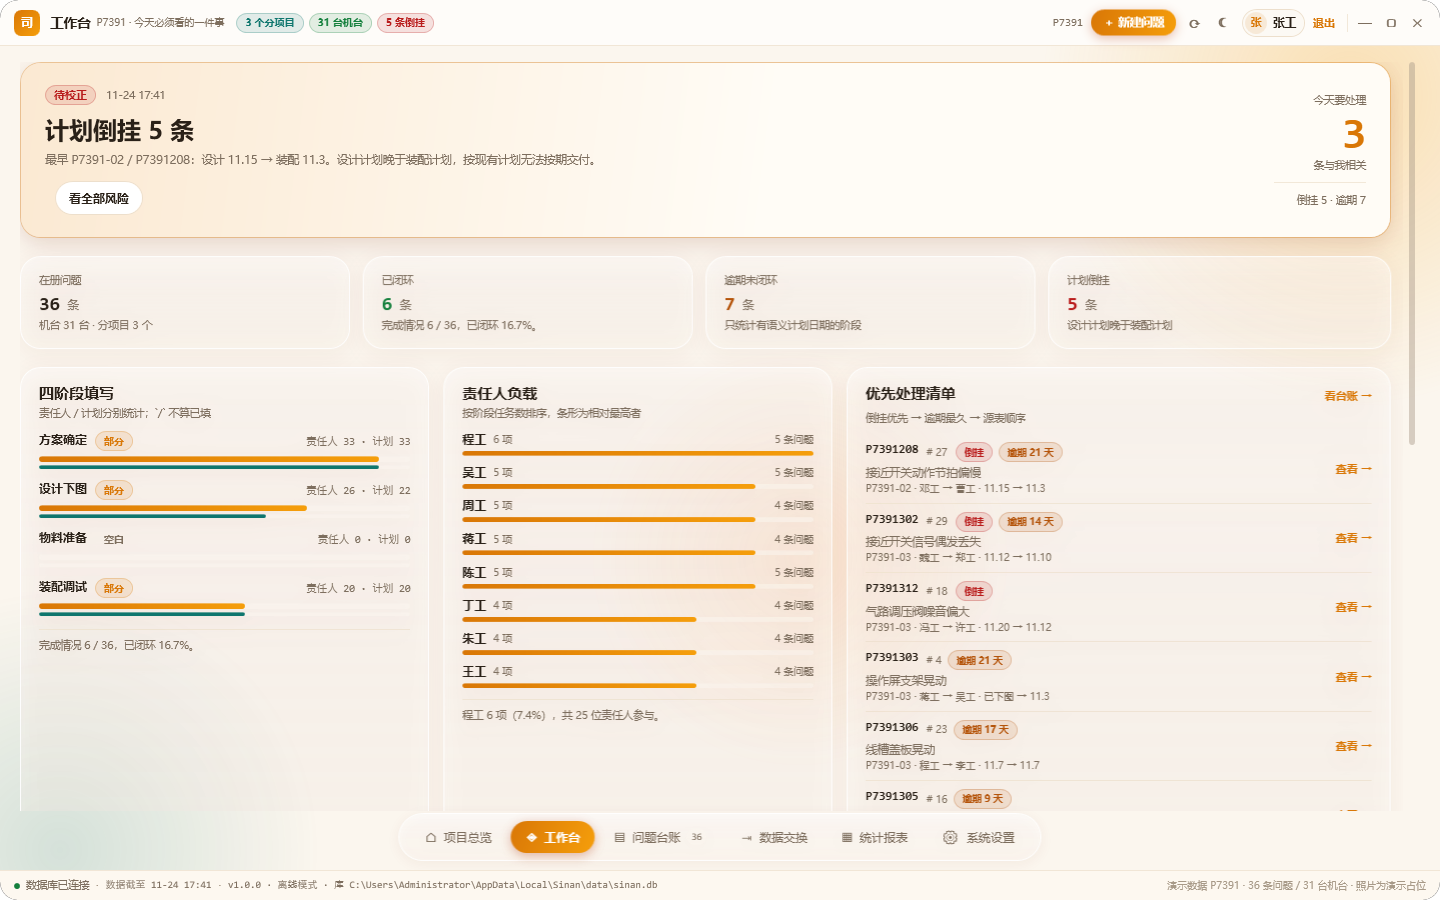 司 工作台 P7391 · 今天必须看的一件事 3 个分项目 31 台机台 5 条倒挂 P7391 + 新建问题 张 张工 退出
待校正 11-24 17:41
计划倒挂 5 条
最早 P7391-02 / P7391208：设计 11.15 → 装配 11.3。设计计划晚于装配计划，按现有计划无法按期交付。
看全部风险
今天要处理
3
条与我相关
倒挂 5 · 逾期 7
在册问题
36 条
机台 31 台 · 分项目 3 个
已闭环
6 条
完成情况 6 / 36，已闭环 16.7%。
逾期未闭环
7 条
只统计有语义计划日期的阶段
计划倒挂
5 条
设计计划晚于装配计划
四阶段填写
责任人 / 计划分别统计；`/` 不算已填
方案确定 部分 责任人 33 · 计划 33
设计下图 部分 责任人 26 · 计划 22
物料准备 空白 责任人 0 · 计划 0
装配调试 部分 责任人 20 · 计划 20
完成情况 6 / 36，已闭环 16.7%。
责任人负载
按阶段任务数排序，条形为相对最高者
程工 6 项 5 条问题
吴工 5 项 5 条问题
周工 5 项 4 条问题
蒋工 5 项 4 条问题
陈工 5 项 5 条问题
丁工 4 项 4 条问题
朱工 4 项 4 条问题
王工 4 项 4 条问题
程工 6 项（7.4%），共 25 位责任人参与。
优先处理清单 看台账 →
倒挂优先 → 逾期最久 → 源表顺序
P7391208 # 27 倒挂 逾期 21 天
接近开关动作节拍偏慢 查看 →
P7391-02 · 邓工 → 曹工 · 11.15 → 11.3
P7391302 # 29 倒挂 逾期 14 天
接近开关信号偶发丢失 查看 →
P7391-03 · 魏工 → 郑工 · 11.12 → 11.10
P7391312 # 18 倒挂
气路调压阀噪音偏大 查看 →
P7391-03 · 冯工 → 许工 · 11.20 → 11.12
P7391303 # 4 逾期 21 天
操作屏支架晃动 查看 →
P7391-03 · 蒋工 → 吴工 · 已下图 → 11.3
P7391306 # 23 逾期 17 天
线槽盖板晃动 查看 →
P7391-03 · 程工 → 李工 · 11.7 → 11.7
P7391305 # 16 逾期 9 天
项目总览 工作台 问题台账 36 数据交换 统计报表 系统设置
数据库已连接 · 数据截至 11-24 17:41 · v1.0.0 · 离线模式 · 库 C:\Users\Administrator\AppData\Local\Sinan\data\sinan.db 演示数据 P7391 · 36 条问题 / 31 台机台 · 照片为演示占位